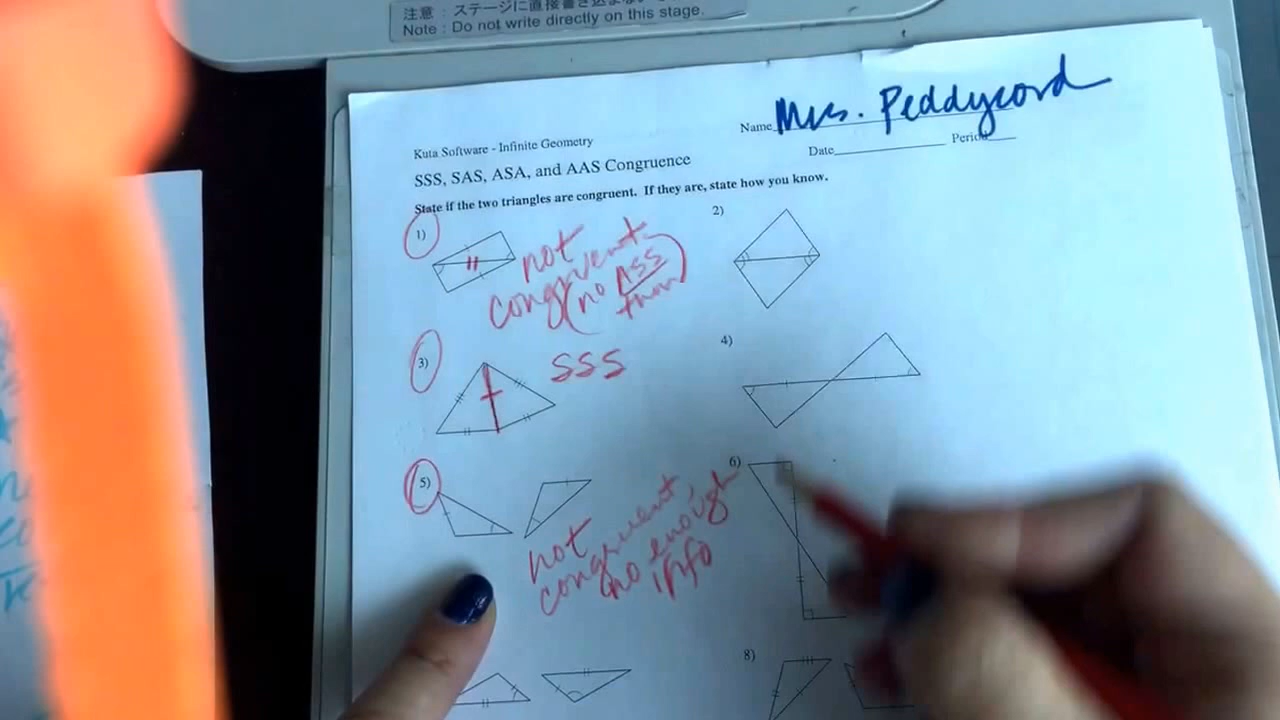 注意：ステージに直接書き込まない
Note : Do not write directly on this stage.
Name Mrs. Peddycord
Kuta Software - Infinite Geometry
Date Period
SSS, SAS, ASA, and AAS Congruence
State if the two triangles are congruent. If they are, state how you know.
1) not congruent
(no ASS
thm)
2)
3) SSS
4)
5) not
congruent
no enough
info
6)
8)